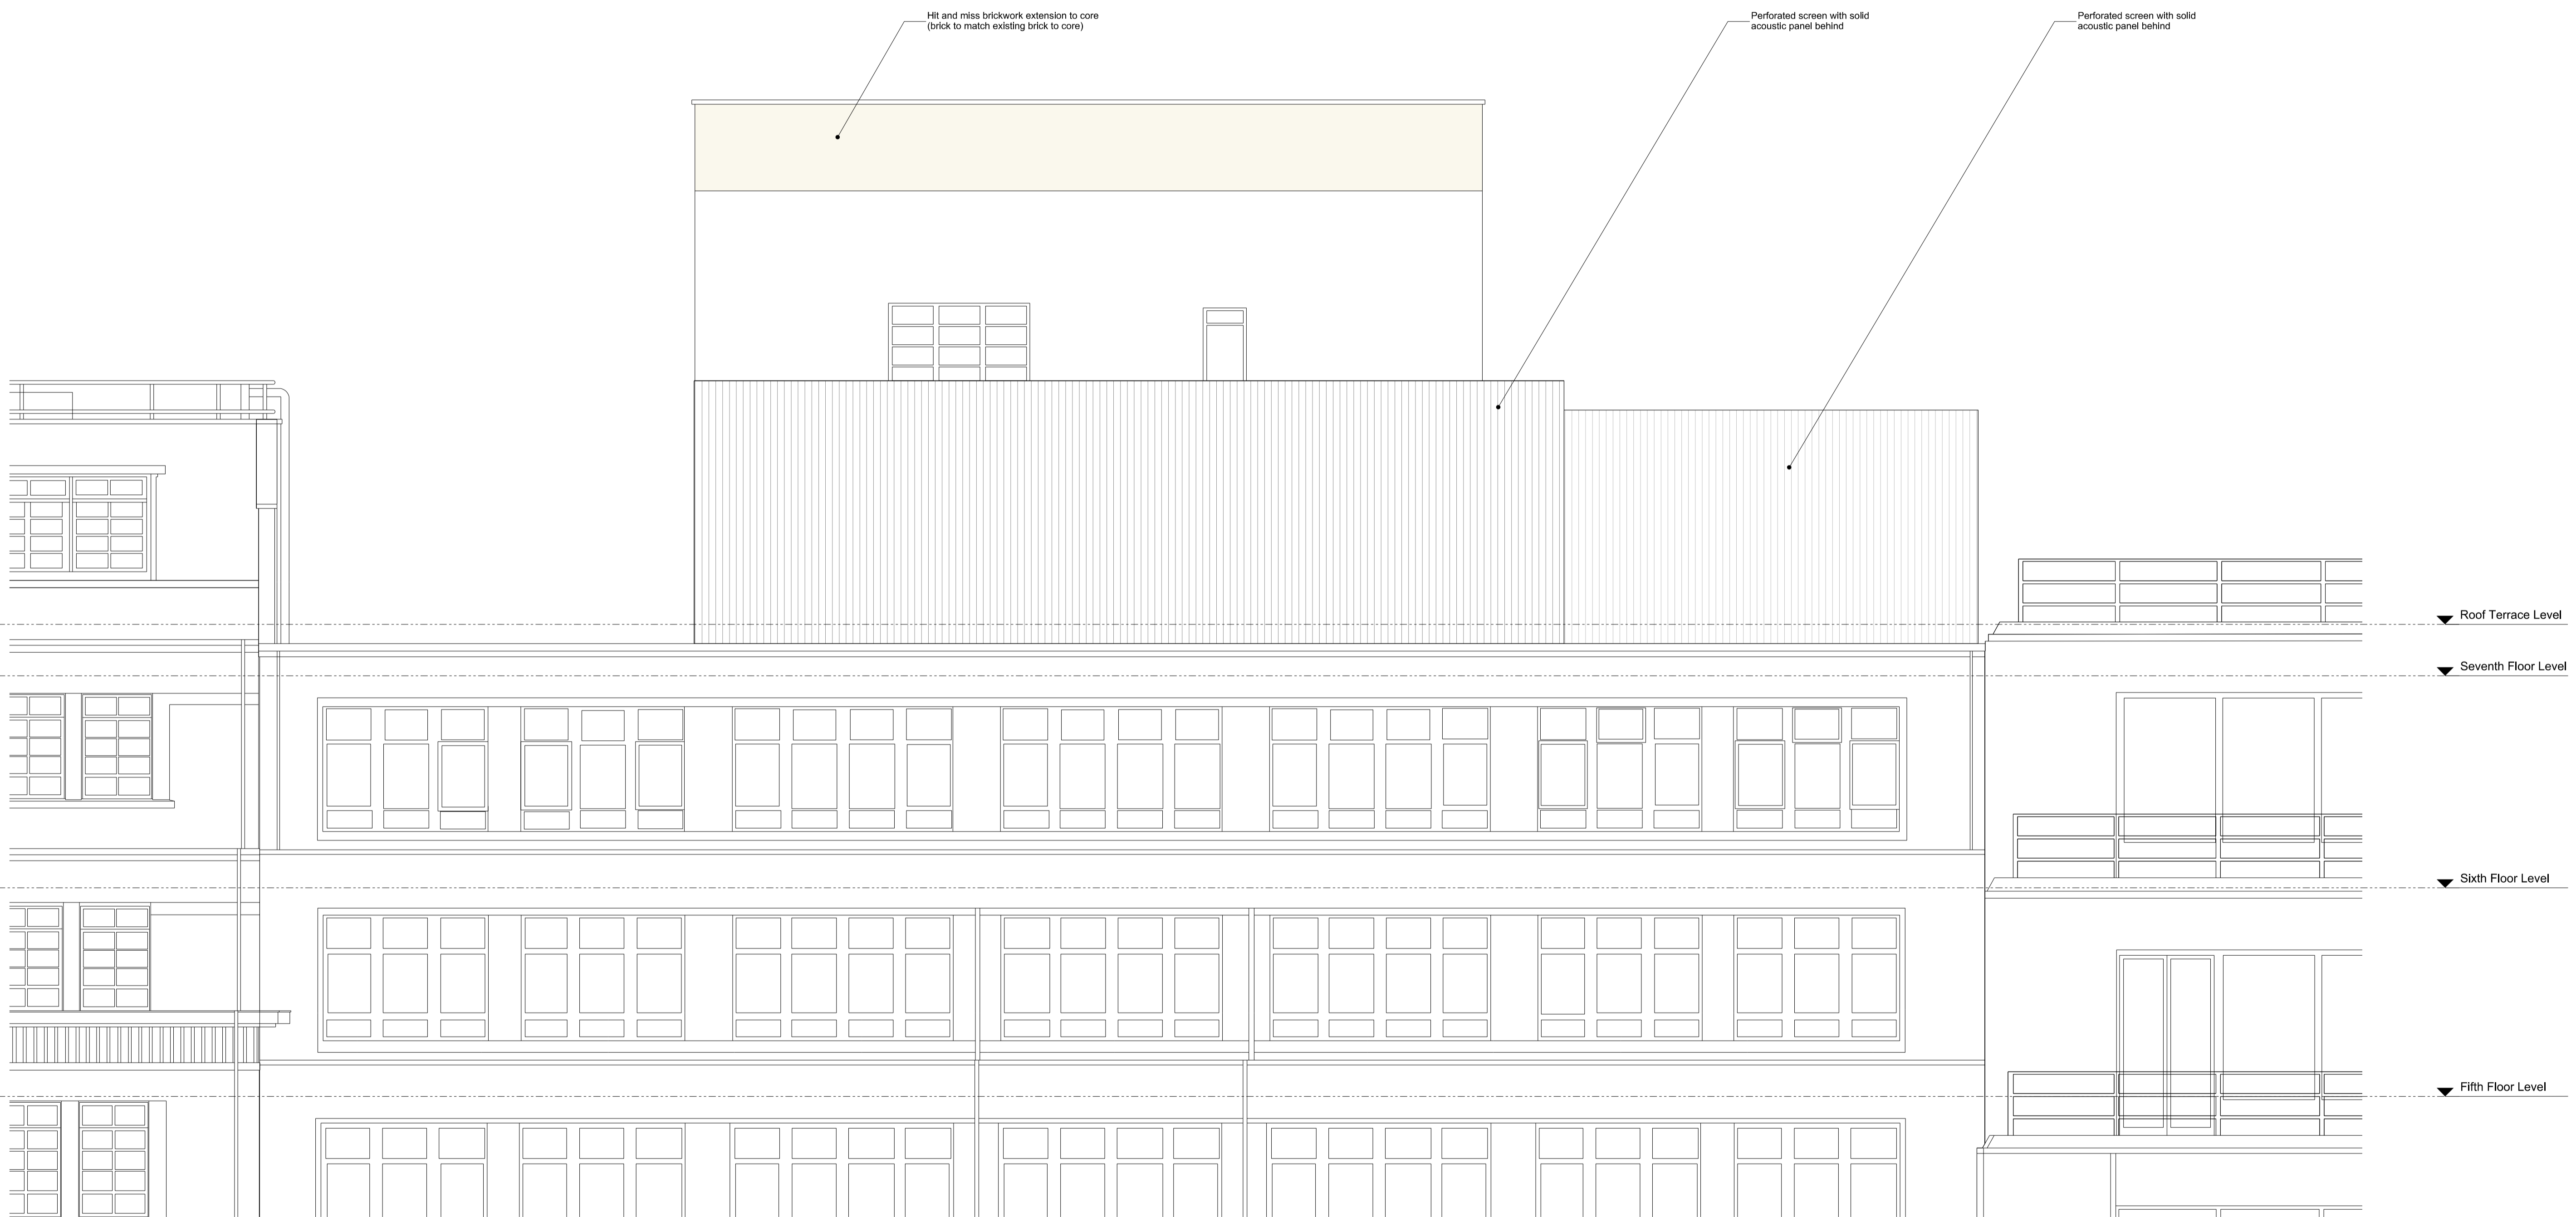 Hit and miss brickwork extension to core
(brick to match existing brick to core)
Perforated screen with solid
acoustic panel behind
Perforated screen with solid
acoustic panel behind
Roof Terrace Level
Seventh Floor Level
Sixth Floor Level
Fifth Floor Level